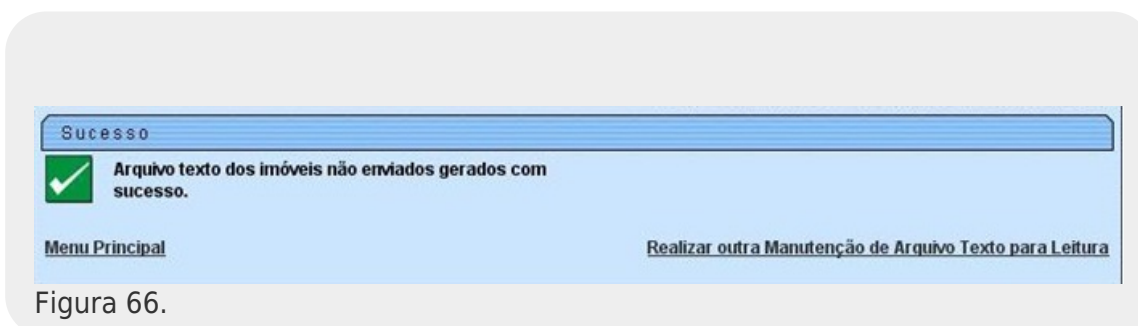 Sucesso
Arquivo texto dos imóveis não enviados gerados com
sucesso.
Menu Principal
Realizar outra Manutenção de Arquivo Texto para Leitura
Figura 66.